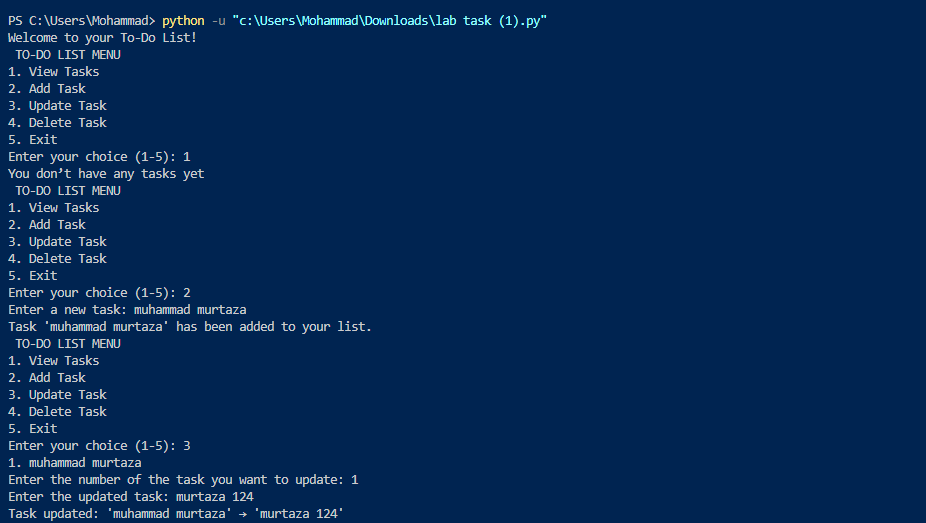 PS C:\Users\Mohammad> python -u "c:\Users\Mohammad\Downloads\lab task (1).py"
Welcome to your To-Do List!
TO-DO LIST MENU
1. View Tasks
2. Add Task
3. Update Task
4. Delete Task
5. Exit
Enter your choice (1-5): 1
You don’t have any tasks yet
TO-DO LIST MENU
1. View Tasks
2. Add Task
3. Update Task
4. Delete Task
5. Exit
Enter your choice (1-5): 2
Enter a new task: muhammad murtaza
Task 'muhammad murtaza' has been added to your list.
TO-DO LIST MENU
1. View Tasks
2. Add Task
3. Update Task
4. Delete Task
5. Exit
Enter your choice (1-5): 3
1. muhammad murtaza
Enter the number of the task you want to update: 1
Enter the updated task: murtaza 124
Task updated: 'muhammad murtaza' → 'murtaza 124'